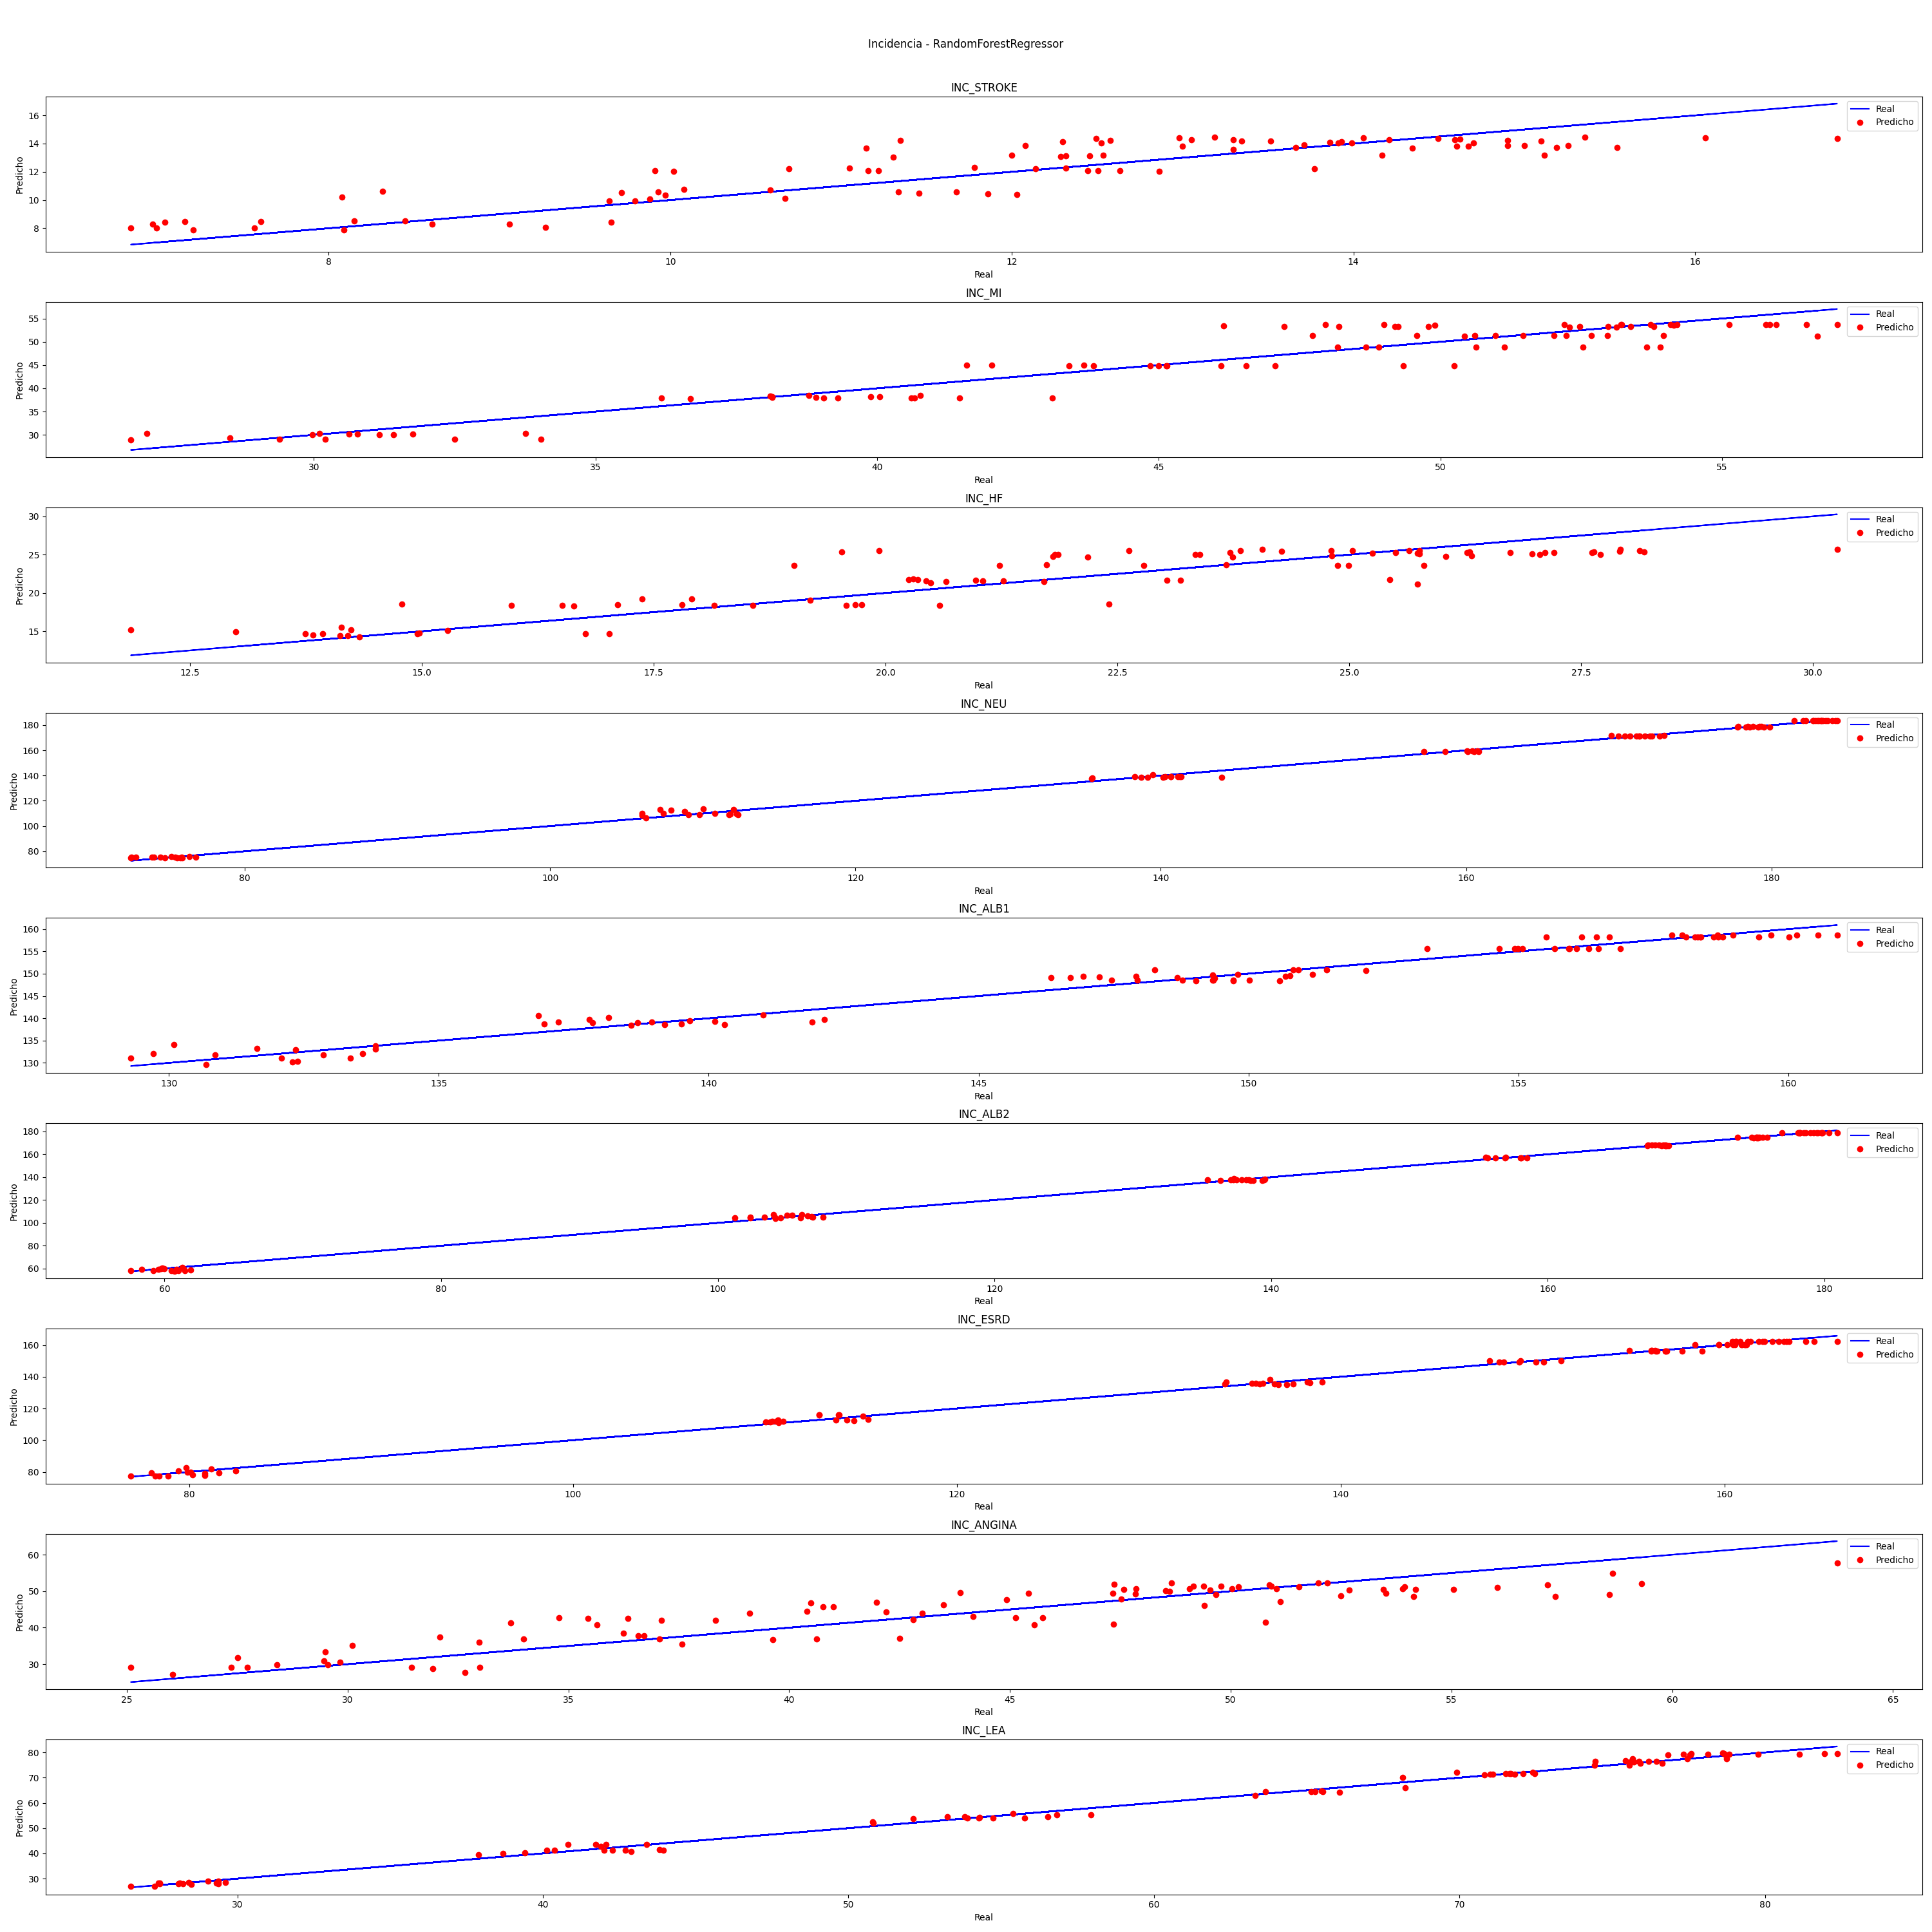 Incidencia - RandomForestRegressor
INC_STROKE
16
14
12
10
8
Predicho
Real
Predicho
8 10 12 14 16
Real
INC_MI
55
50
45
40
35
30
Predicho
Real
Predicho
30 35 40 45 50 55
Real
INC_HF
30
25
20
15
Predicho
Real
Predicho
12.5 15.0 17.5 20.0 22.5 25.0 27.5 30.0
Real
INC_NEU
180
160
140
120
100
80
Predicho
Real
Predicho
80 100 120 140 160 180
Real
INC_ALB1
160
155
150
145
140
135
130
Predicho
Real
Predicho
130 135 140 145 150 155 160
Real
INC_ALB2
180
160
140
120
100
80
60
Predicho
Real
Predicho
60 80 100 120 140 160 180
Real
INC_ESRD
160
140
120
100
80
Predicho
Real
Predicho
80 100 120 140 160
Real
INC_ANGINA
60
50
40
30
Predicho
Real
Predicho
25 30 35 40 45 50 55 60 65
Real
INC_LEA
80
70
60
50
40
30
Predicho
Real
Predicho
30 40 50 60 70 80
Real